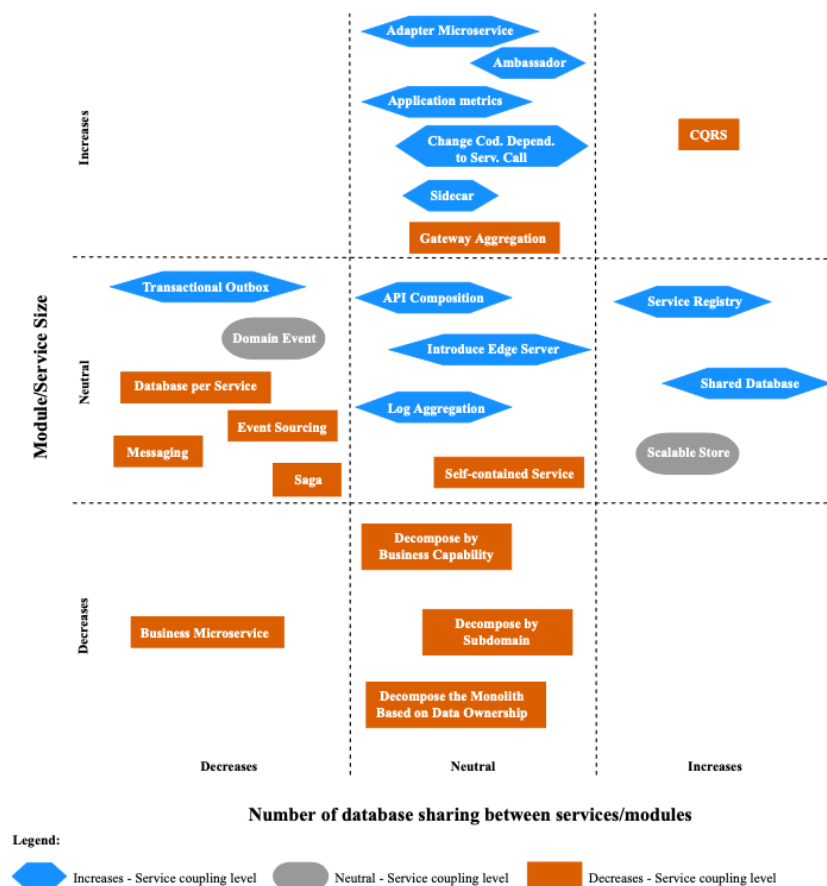 Adapter Microservice
Ambassador
Application metrics
Change Cod. Depend.
to Serv. Call
CQRS
Sidecar
Gateway Aggregation
Increases
Transactional Outbox
API Composition
Service Registry
Domain Event
Introduce Edge Server
Database per Service
Shared Database
Event Sourcing
Log Aggregation
Messaging
Scalable Store
Saga
Self-contained Service
Neutral
Module/Service Size
Decompose by
Business Capability
Business Microservice
Decompose by
Subdomain
Decompose the Monolith
Based on Data Ownership
Decreases
Decreases
Neutral
Increases
Number of database sharing between services/modules
Legend:
Increases - Service coupling level
Neutral - Service coupling level
Decreases - Service coupling level